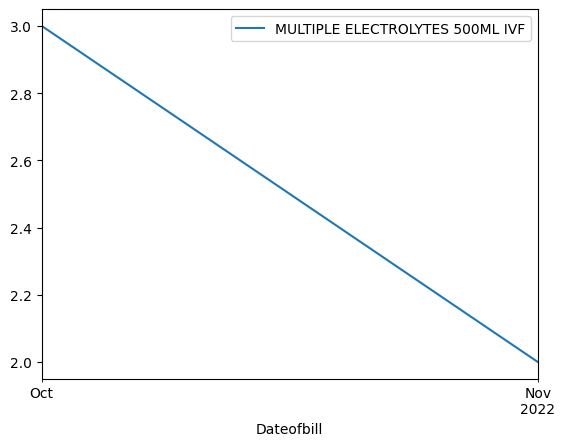 MULTIPLE ELECTROLYTES 500ML IVF
3.0
2.8
2.6
2.4
2.2
2.0
Oct
Nov
2022
Dateofbill